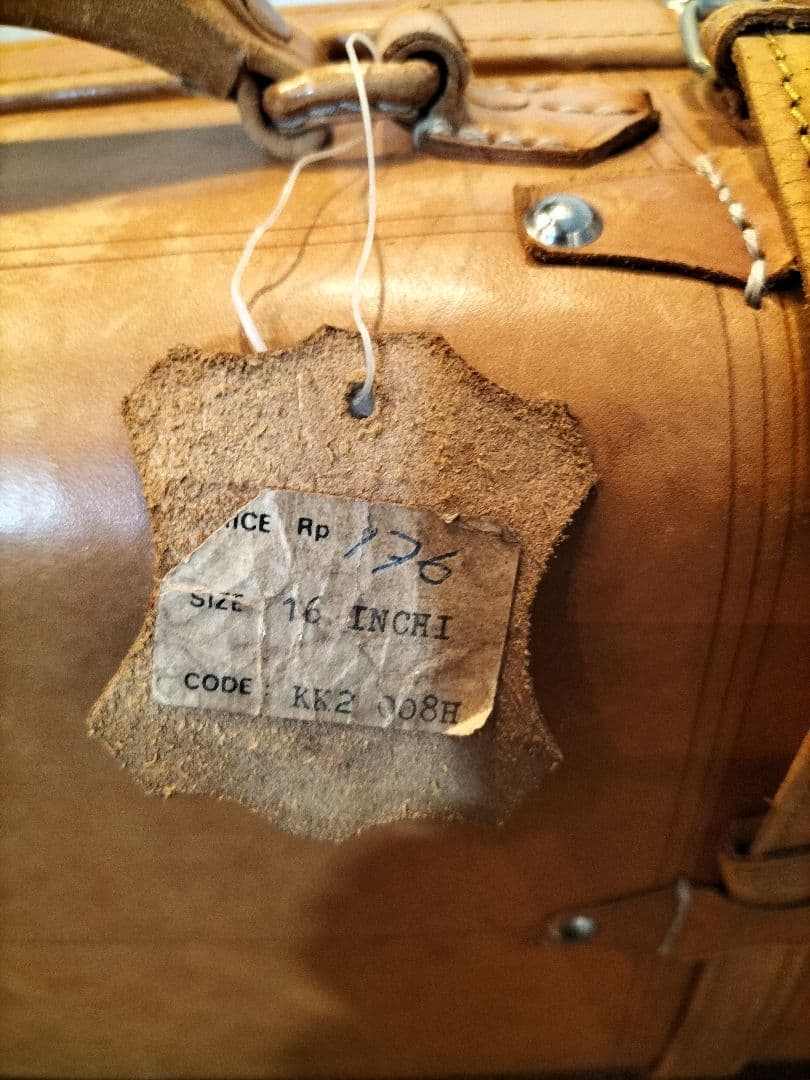 ICE Rp 176
SIZE 16 INCHI
CODE : KK2 008H